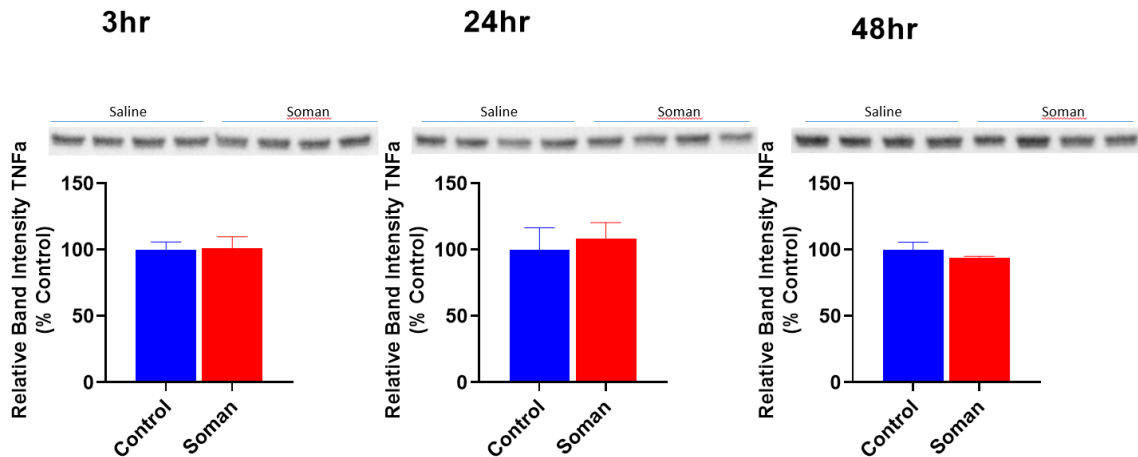 3hr
Saline Soman
Relative Band Intensity TNFa
(% Control)
150
100
50
0
Control
Soman
24hr
Saline Soman
Relative Band Intensity TNFa
(% Control)
150
100
50
0
Control
Soman
48hr
Saline Soman
Relative Band Intensity TNFa
(% Control)
150
100
50
0
Control
Soman